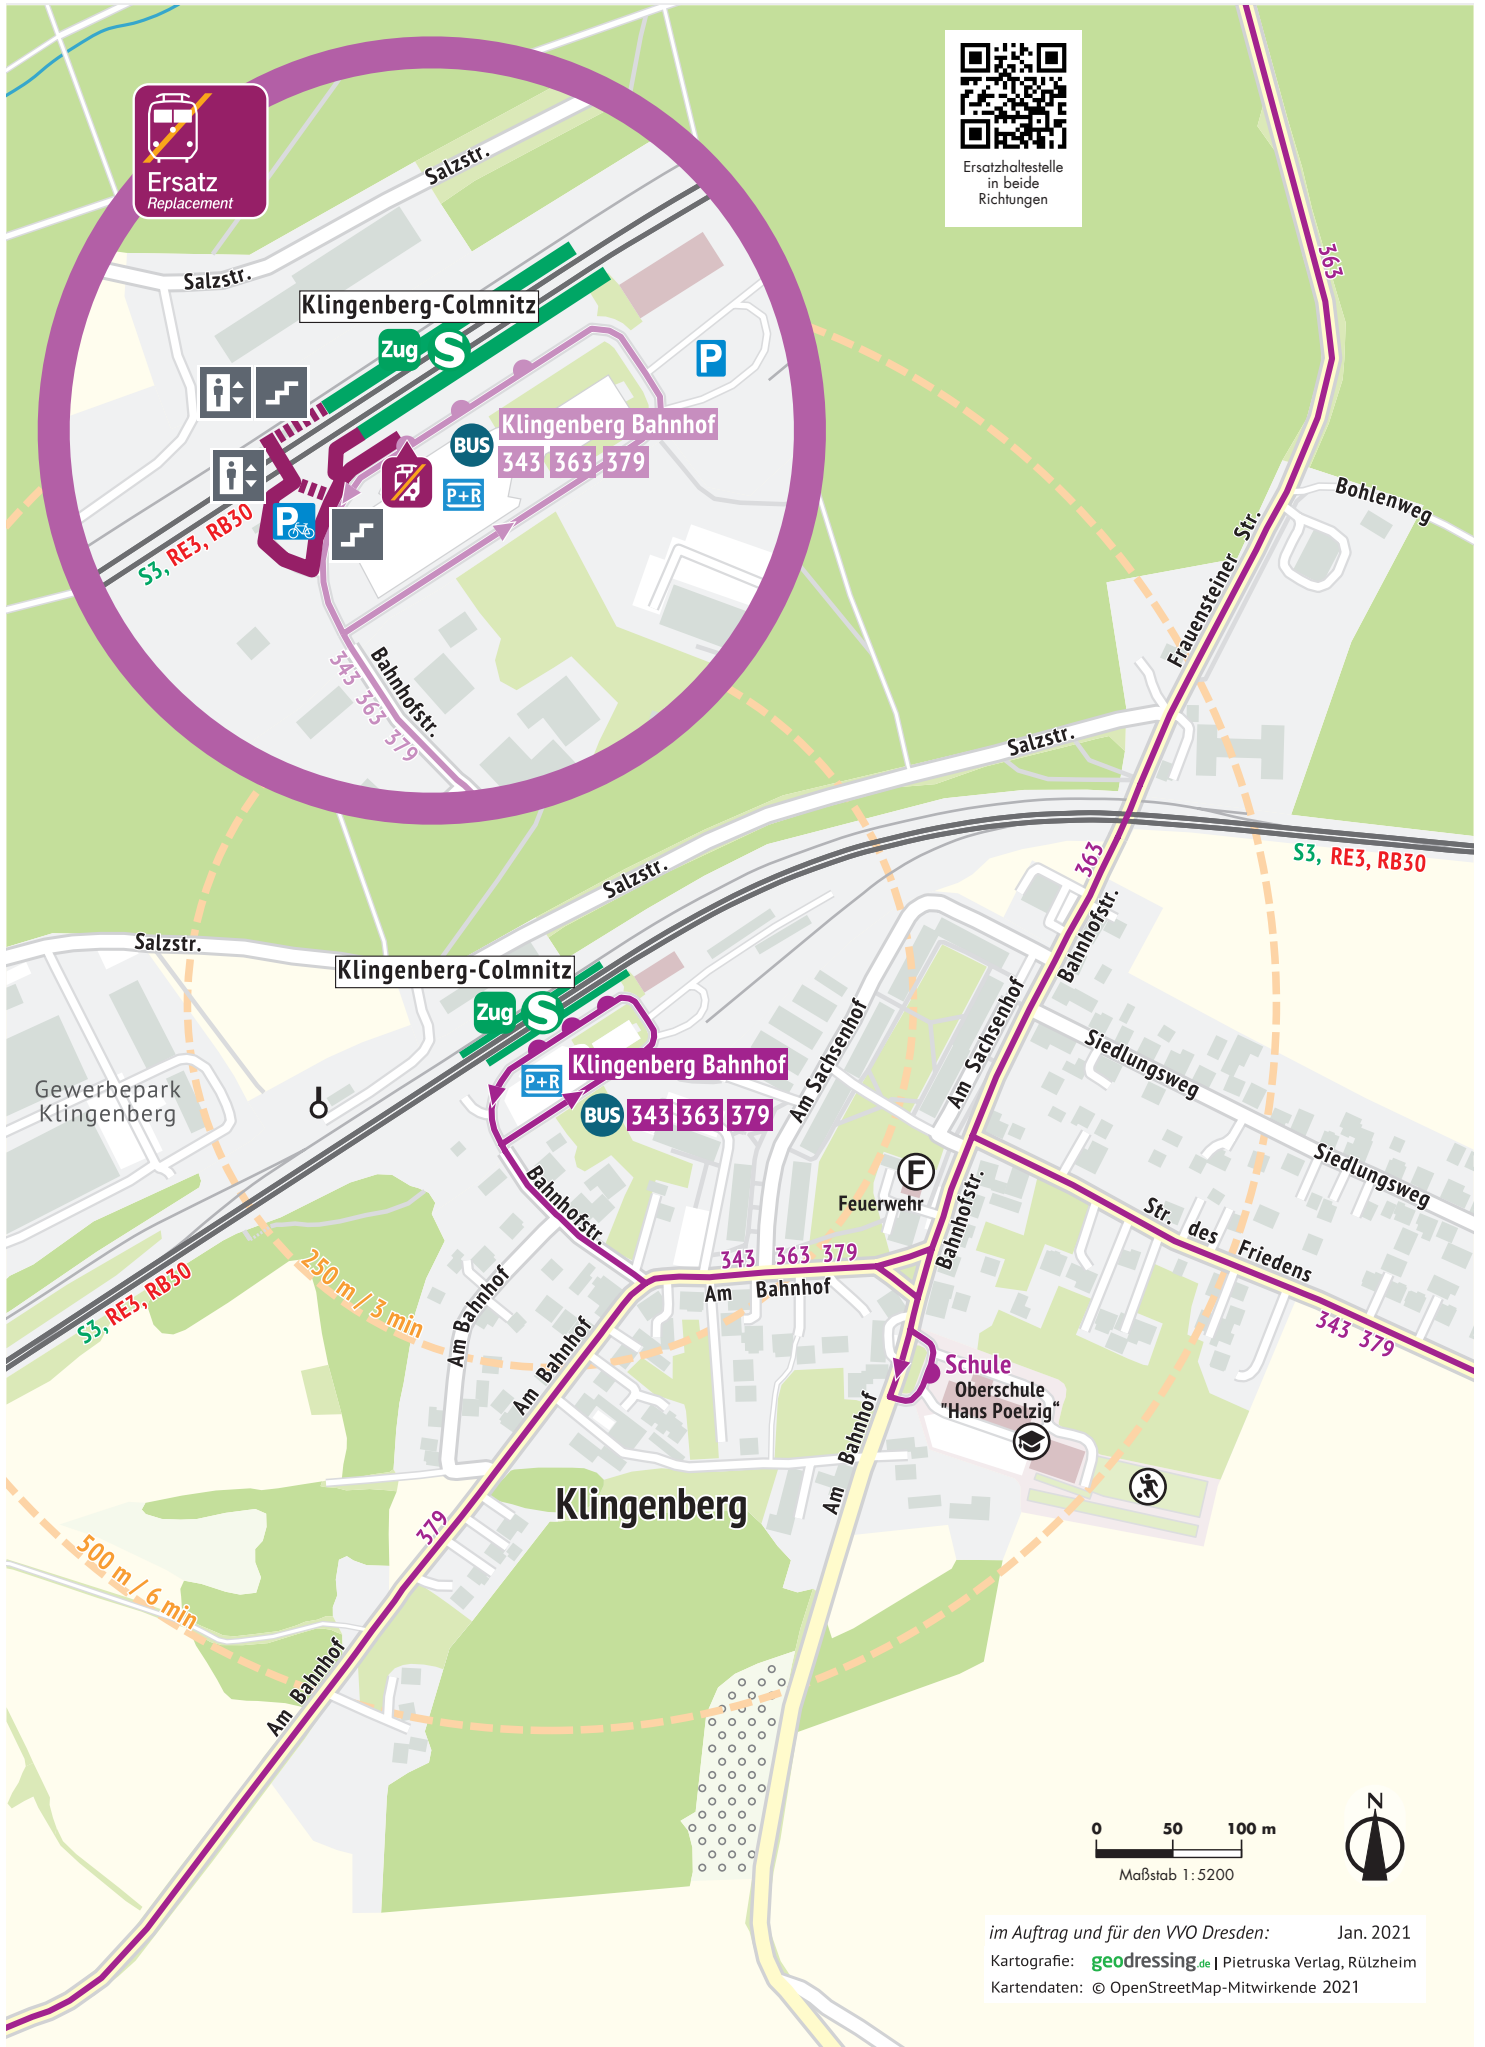 Ersatz
Replacement
Salzstr.
Salzstr.
Klingenberg-Colmnitz
Zug S
P
Klingenberg Bahnhof
BUS
343 363 379
P+R
P
S3, RE3, RB30
Bahnhofstr.
343 363 379
Ersatzhaltestelle
in beide
Richtungen
363
Bohlenweg
Frauensteiner Str.
Salzstr.
363
S3, RE3, RB30
Salzstr.
Bahnhofstr.
Salzstr.
Klingenberg-Colmnitz
Zug S
Am Sachsenhof
Am Sachsenhof
Siedlungsweg
Klingenberg Bahnhof
P+R
BUS 343 363 379
Gewerbepark
Klingenberg
Siedlungsweg
F
Feuerwehr
Bahnhofstr.
Bahnhofstr.
Str. des Friedens
343 363 379
Am Bahnhof
250 m / 3 min
S3, RE3, RB30
Am Bahnhof
Am Bahnhof
343 379
Schule
Oberschule
"Hans Poelzig“
Am Bahnhof
Klingenberg
379
500 m / 6 min
Am Bahnhof
N
0 50 100 m
Maßstab 1:5200
im Auftrag und für den VVO Dresden: Jan. 2021
Kartografie: geodressing.de | Pietruska Verlag, Rülzheim
Kartendaten: © OpenStreetMap-Mitwirkende 2021